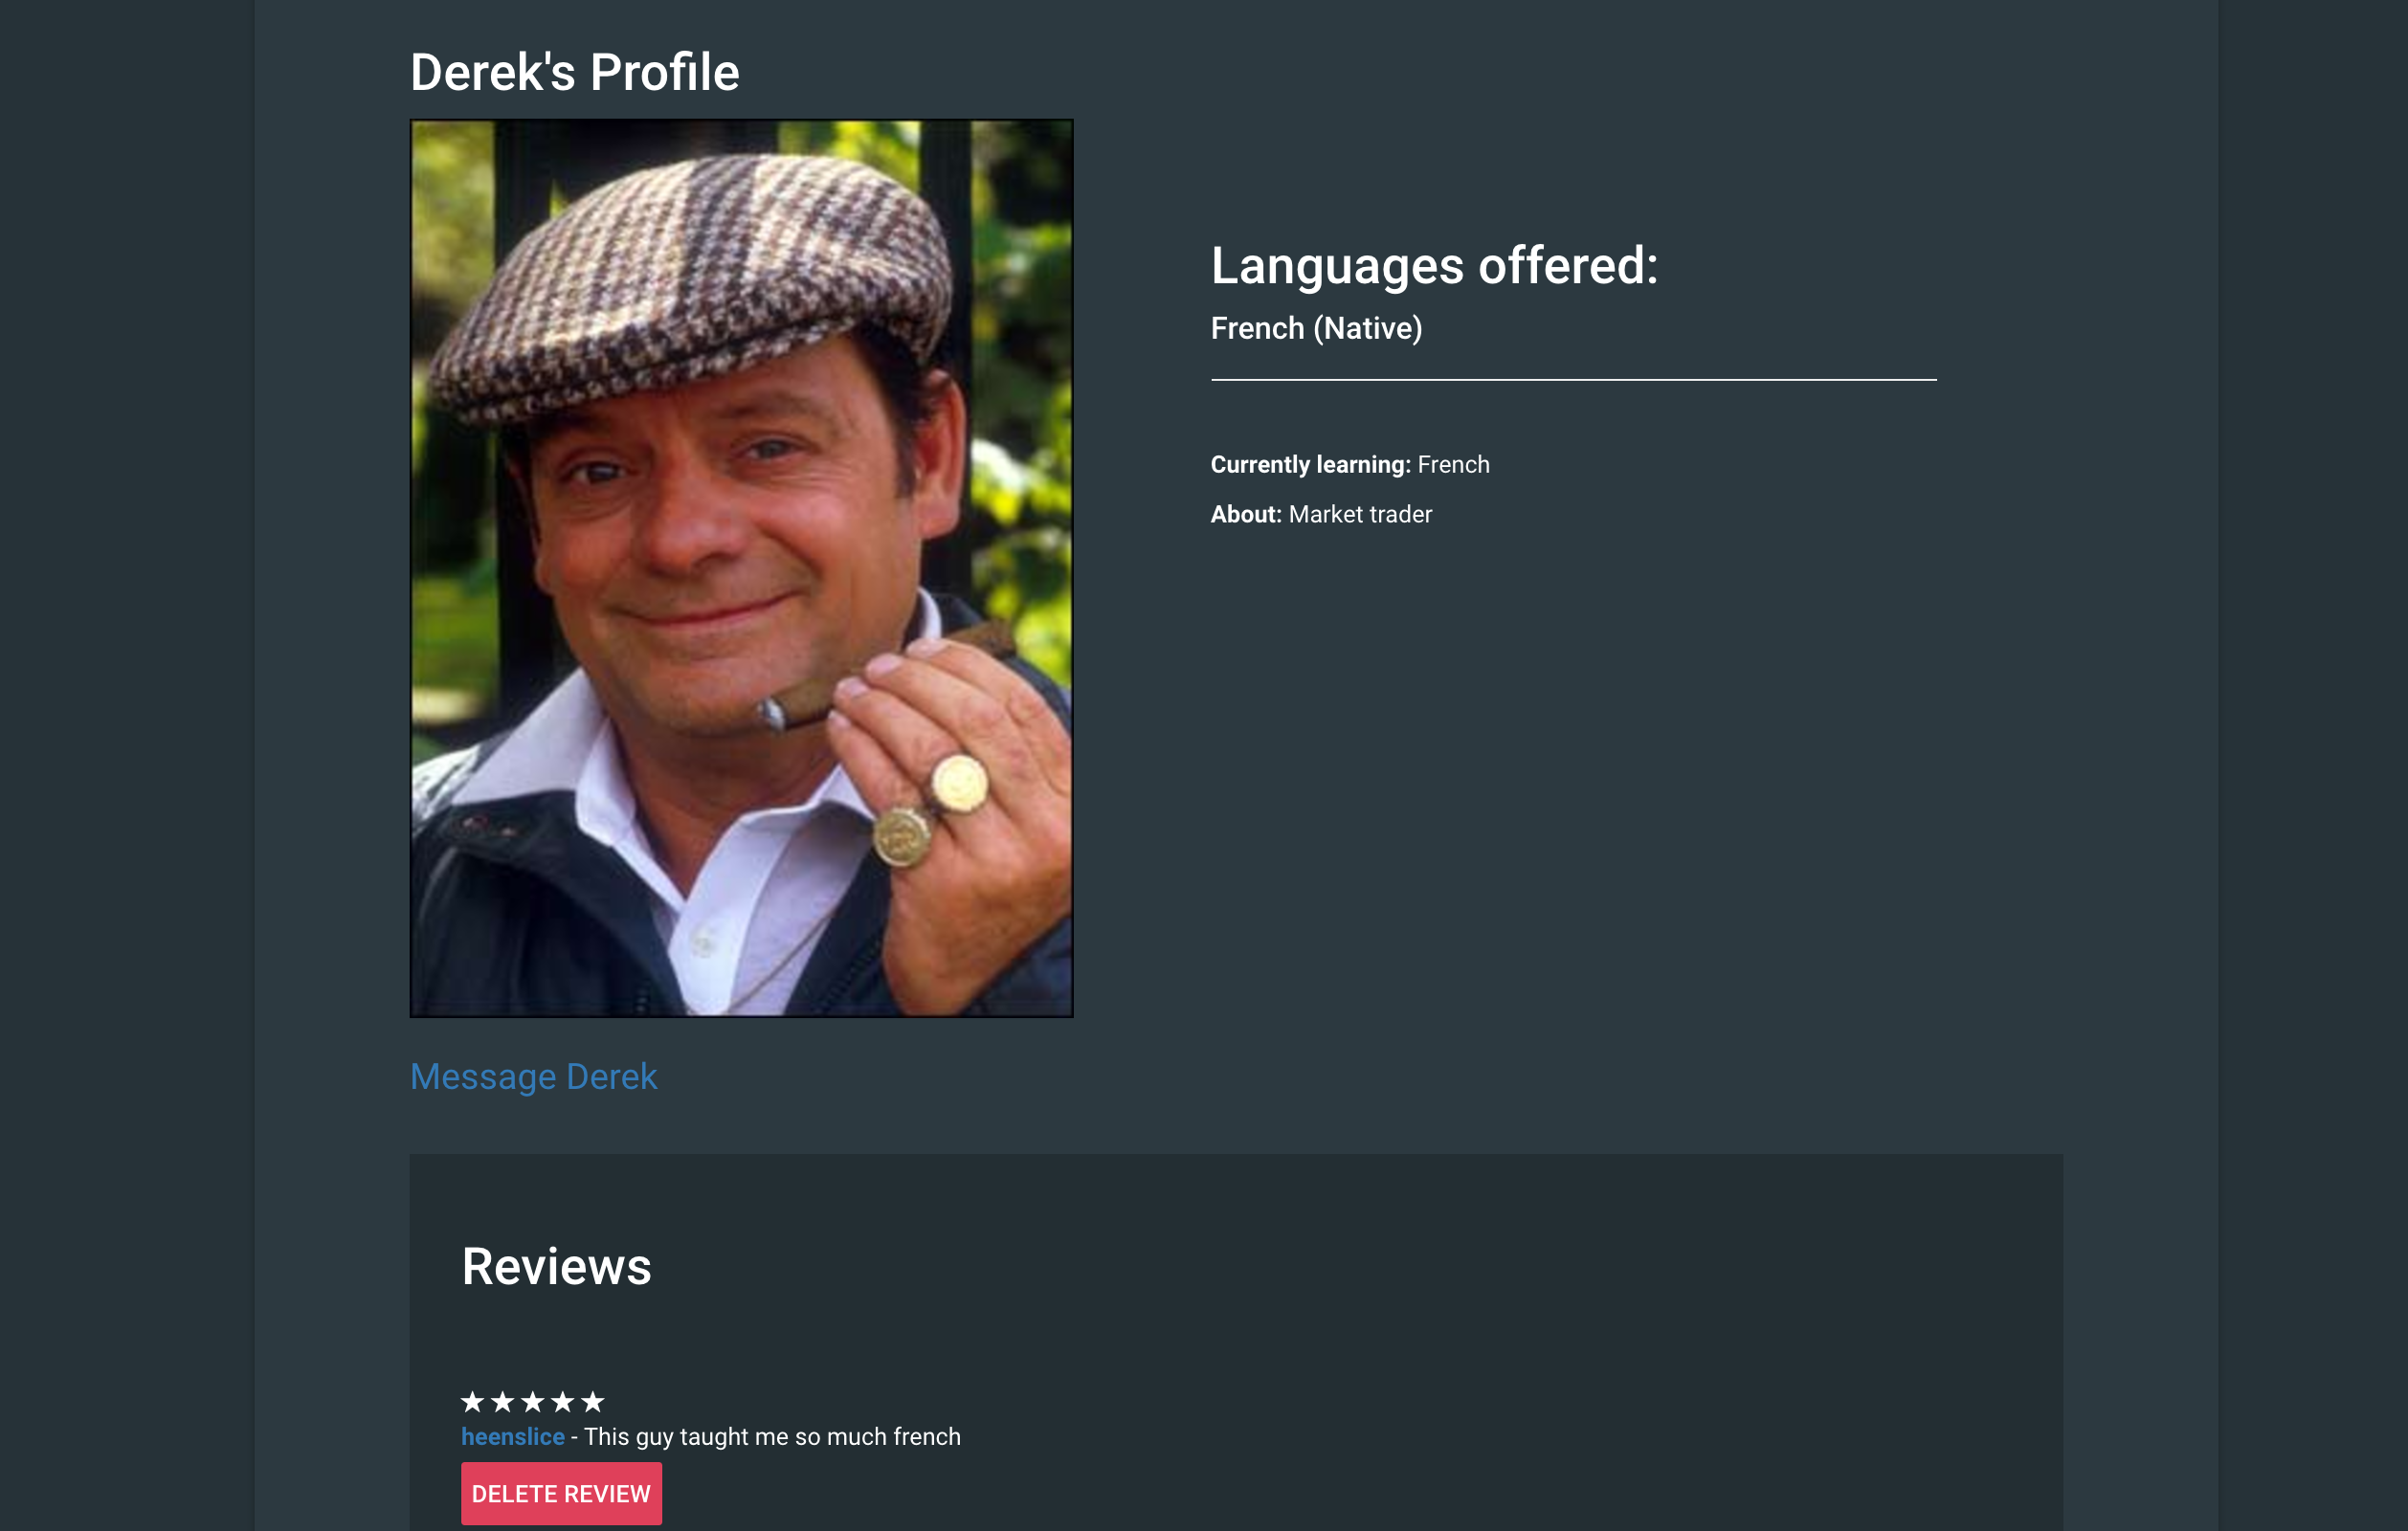 Derek's Profile
Languages offered:
French (Native)
Currently learning: French
About: Market trader
Message Derek
Reviews
★★★★★
heenslice - This guy taught me so much french
DELETE REVIEW